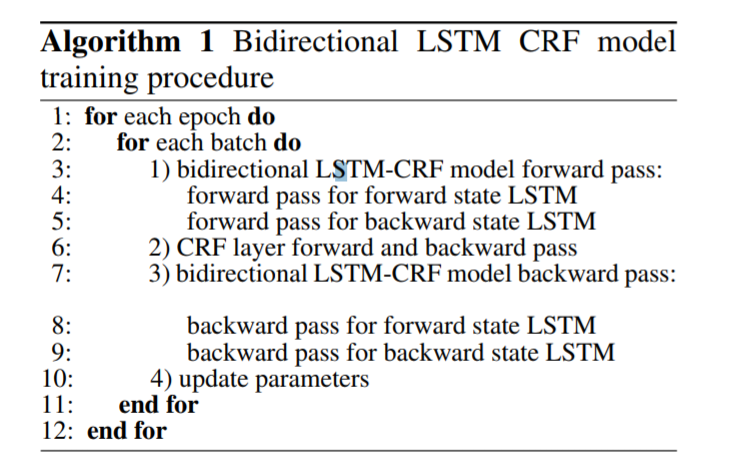 Algorithm 1 Bidirectional LSTM CRF model
training procedure
1: for each epoch do
2: for each batch do
3: 1) bidirectional LSTM-CRF model forward pass:
4: forward pass for forward state LSTM
5: forward pass for backward state LSTM
6: 2) CRF layer forward and backward pass
7: 3) bidirectional LSTM-CRF model backward pass:
8: backward pass for forward state LSTM
9: backward pass for backward state LSTM
10: 4) update parameters
11: end for
12: end for